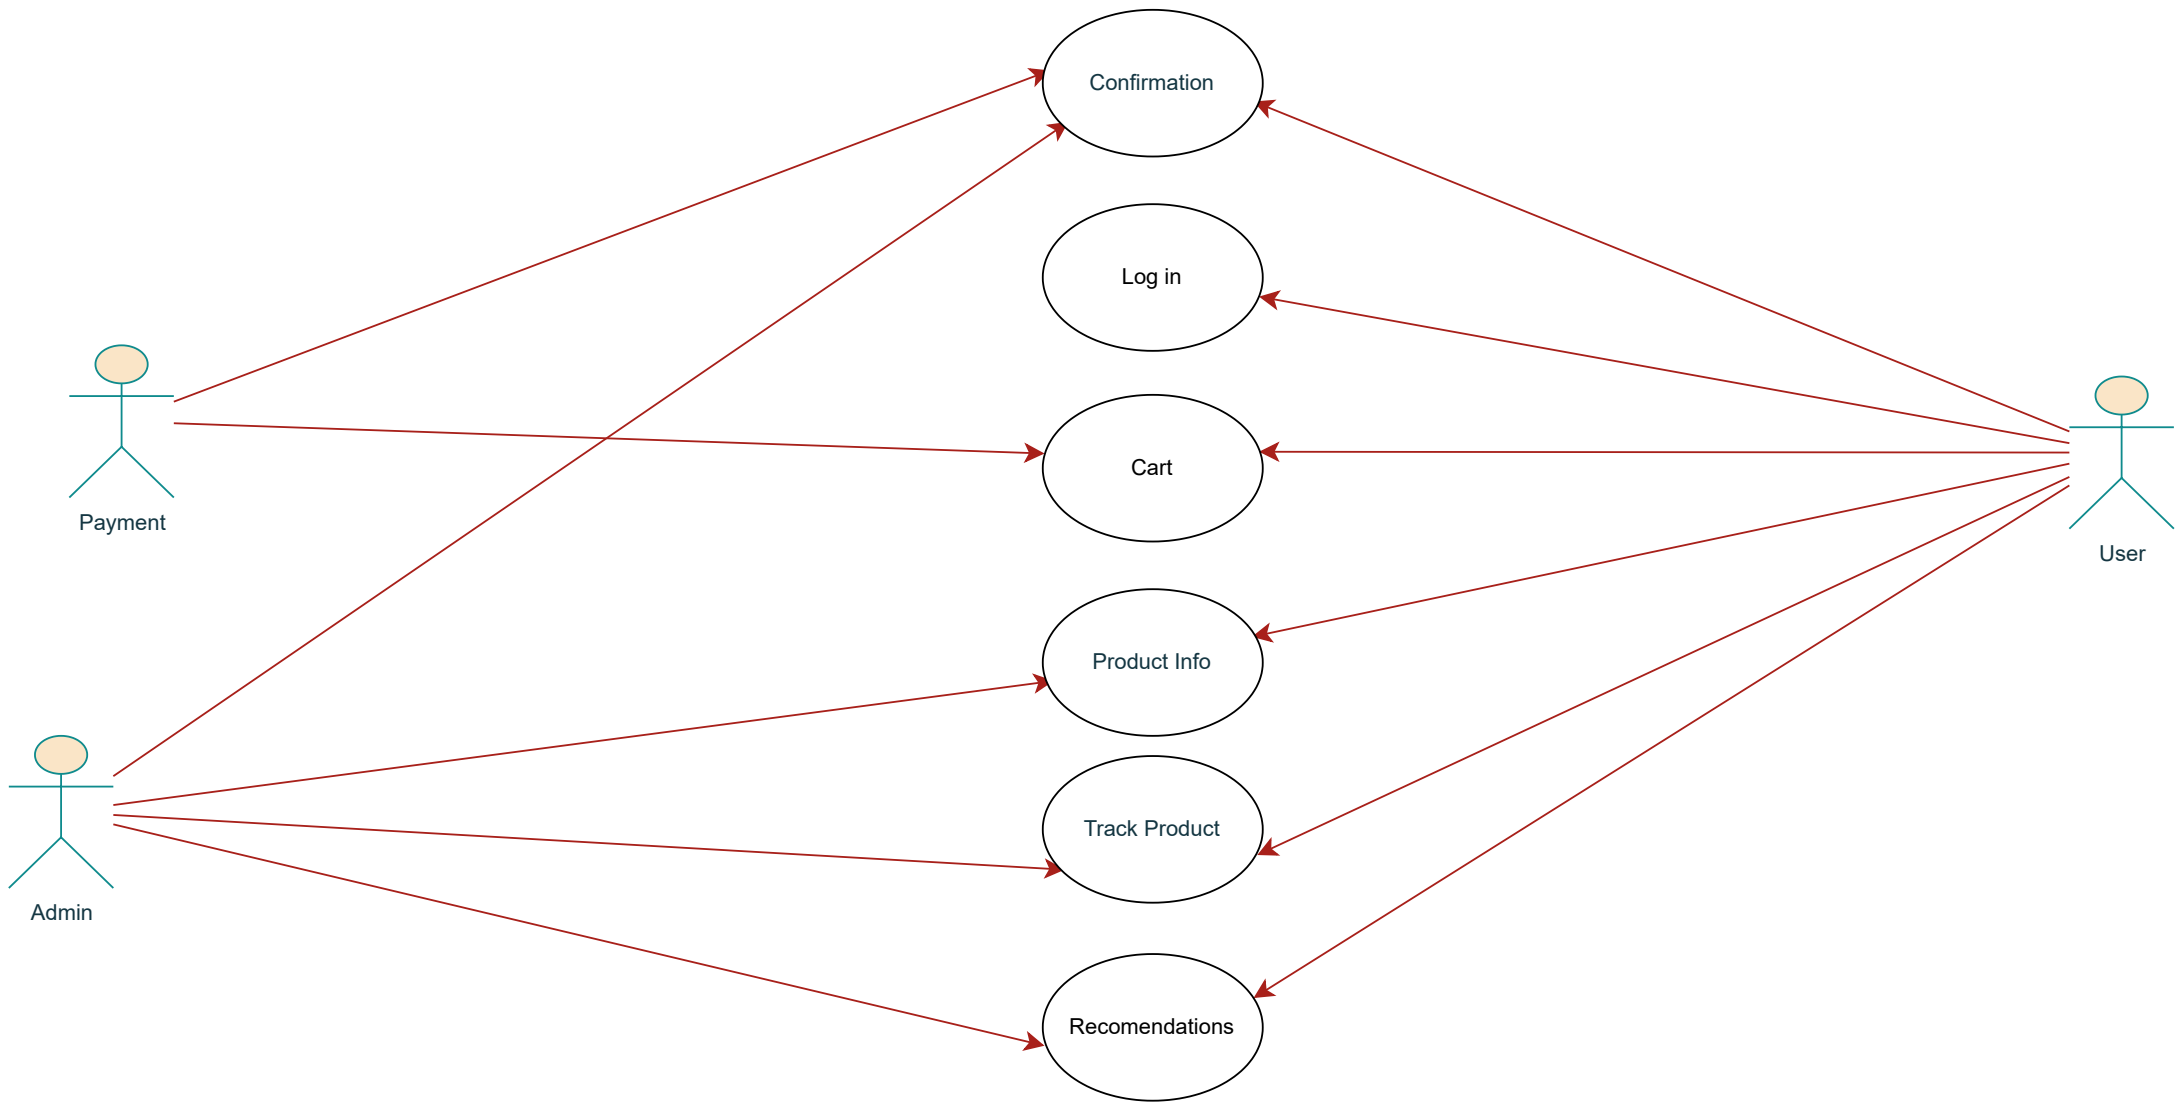 Confirmation
Log in
Cart
Payment
User
Product Info
Track Product
Admin
Recomendations